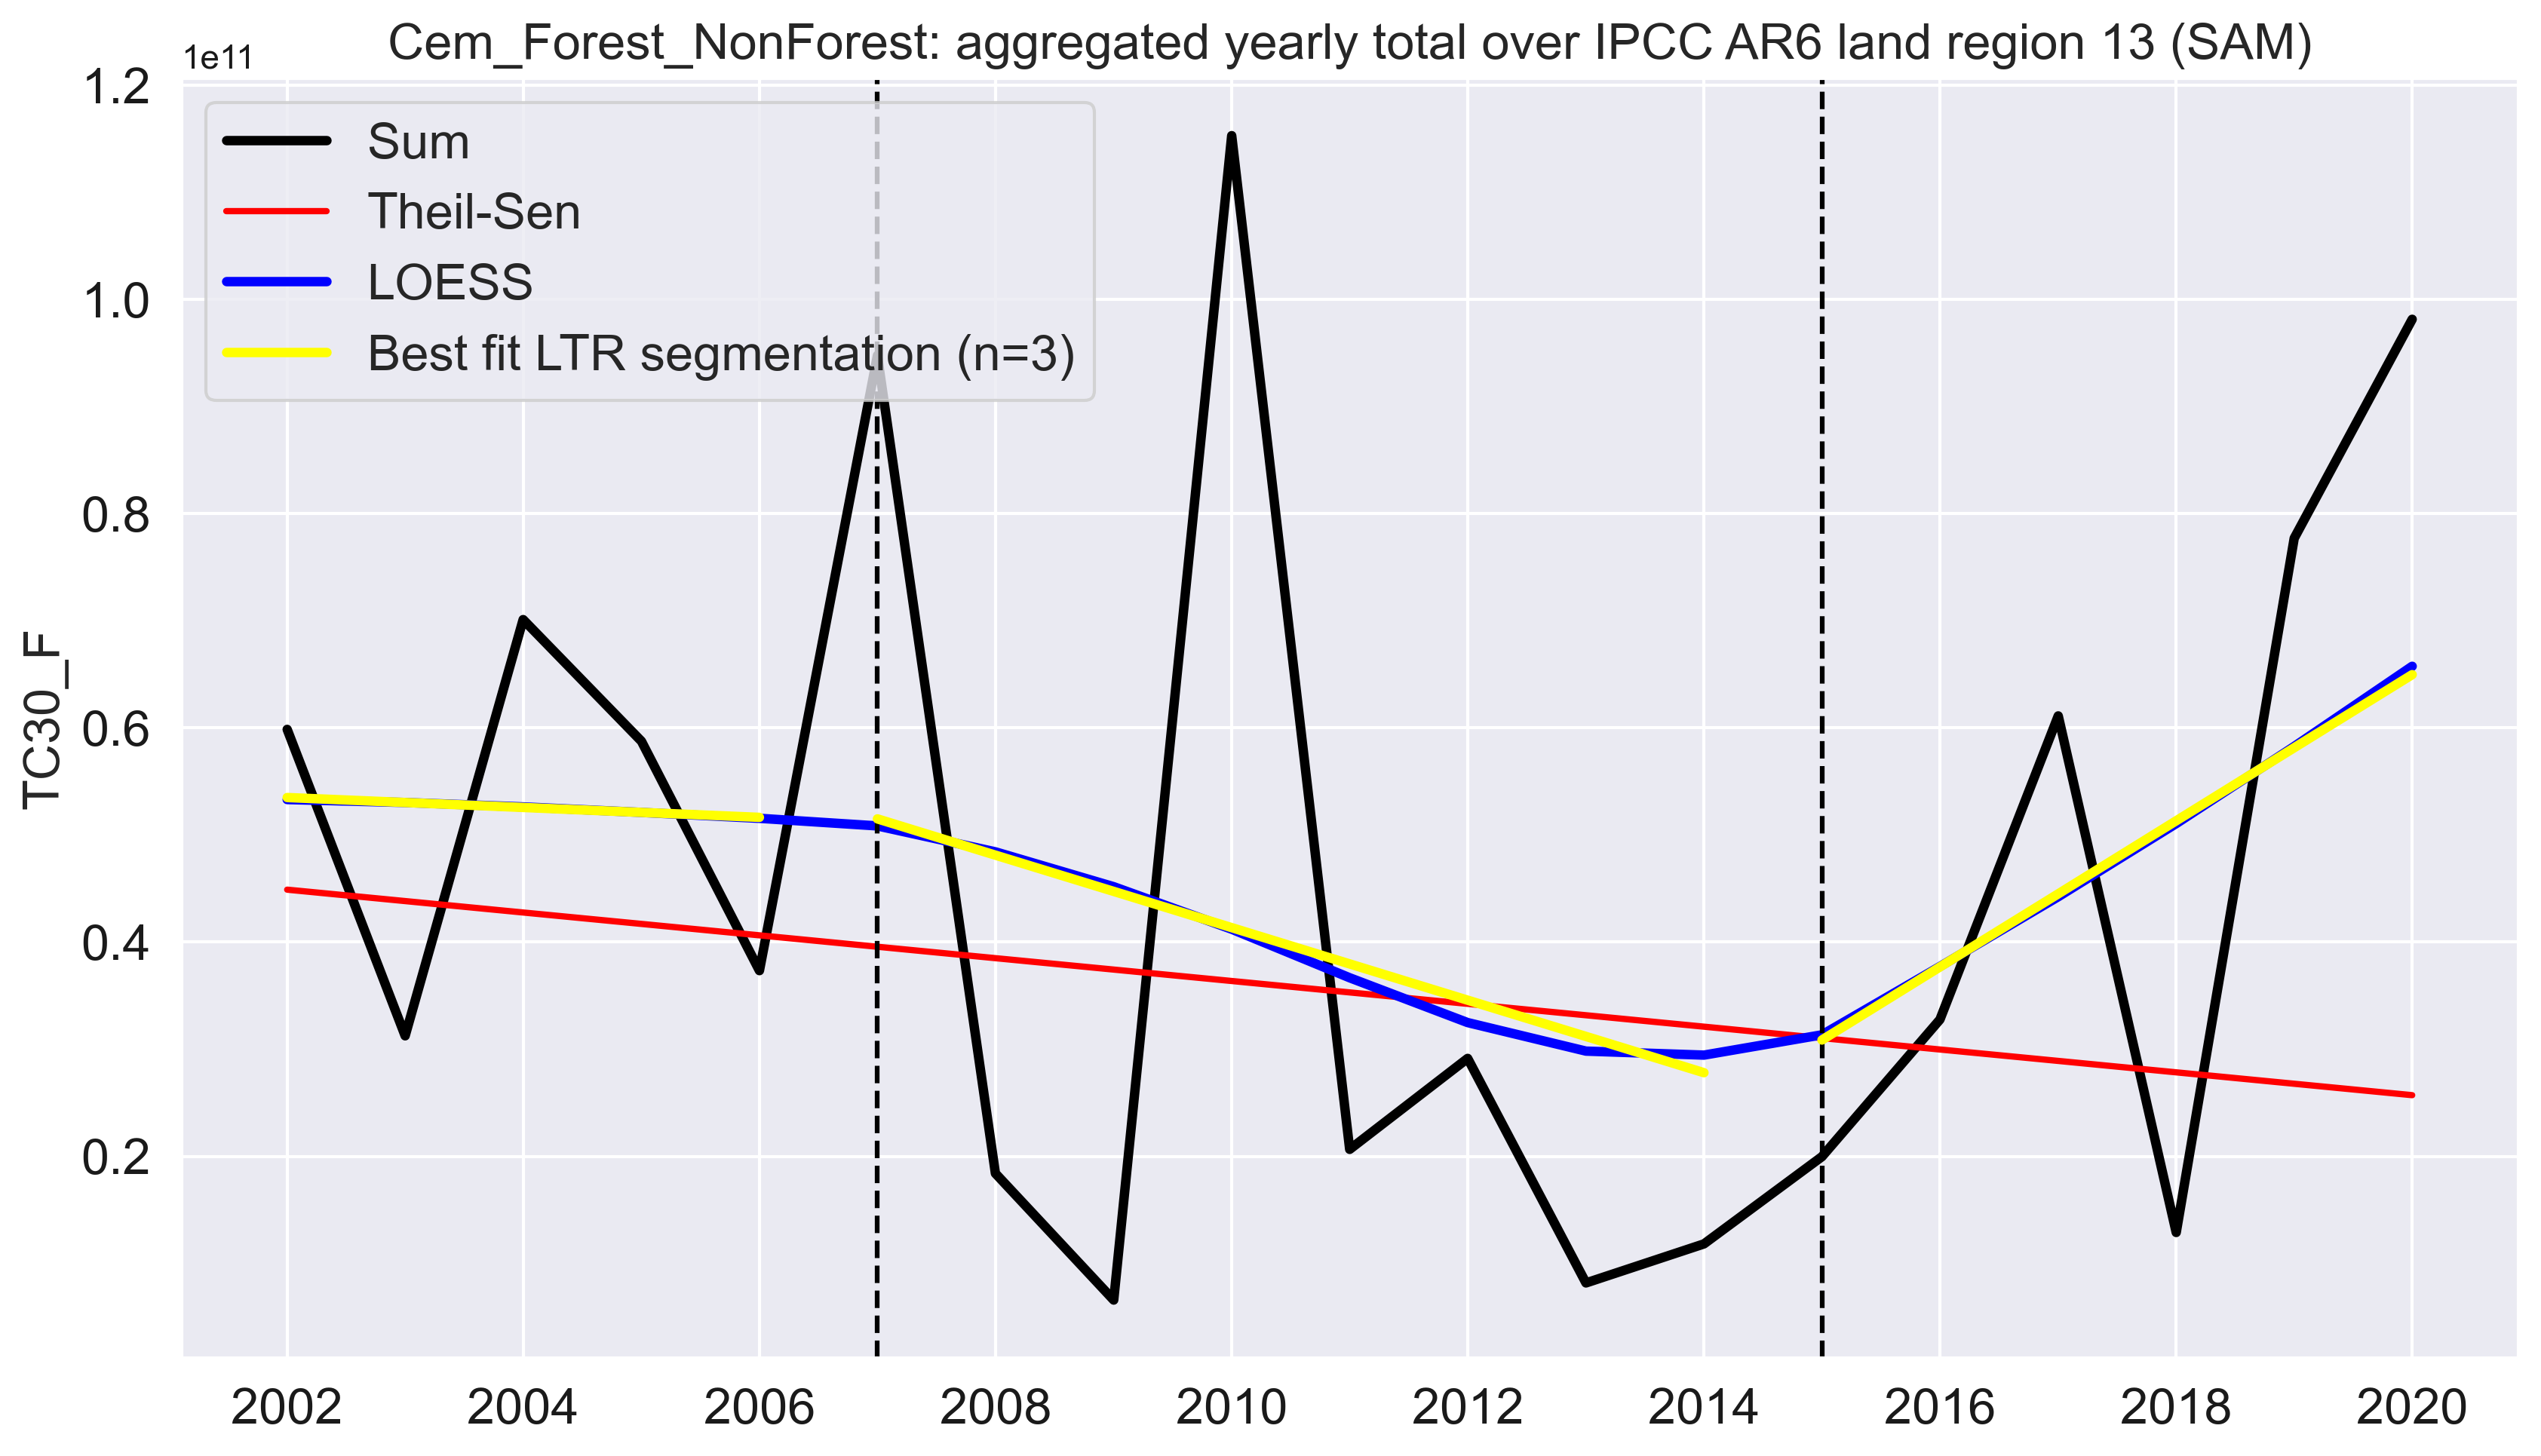 Cem_Forest_NonForest: aggregated yearly total over IPCC AR6 land region 13 (SAM)
1e11
1.2
1.0
0.8
0.6
0.4
0.2
TC30_F
Sum
Theil-Sen
LOESS
Best fit LTR segmentation (n=3)
2002 2004 2006 2008 2010 2012 2014 2016 2018 2020